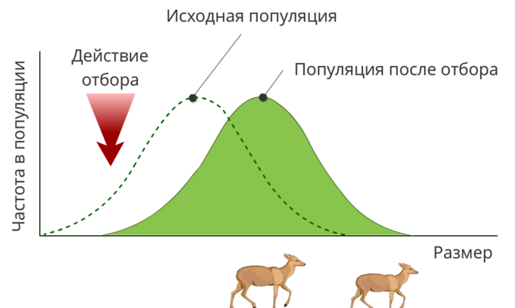 Исходная популяция
Действие
отбора
Популяция после отбора
Частота в популяции
Размер